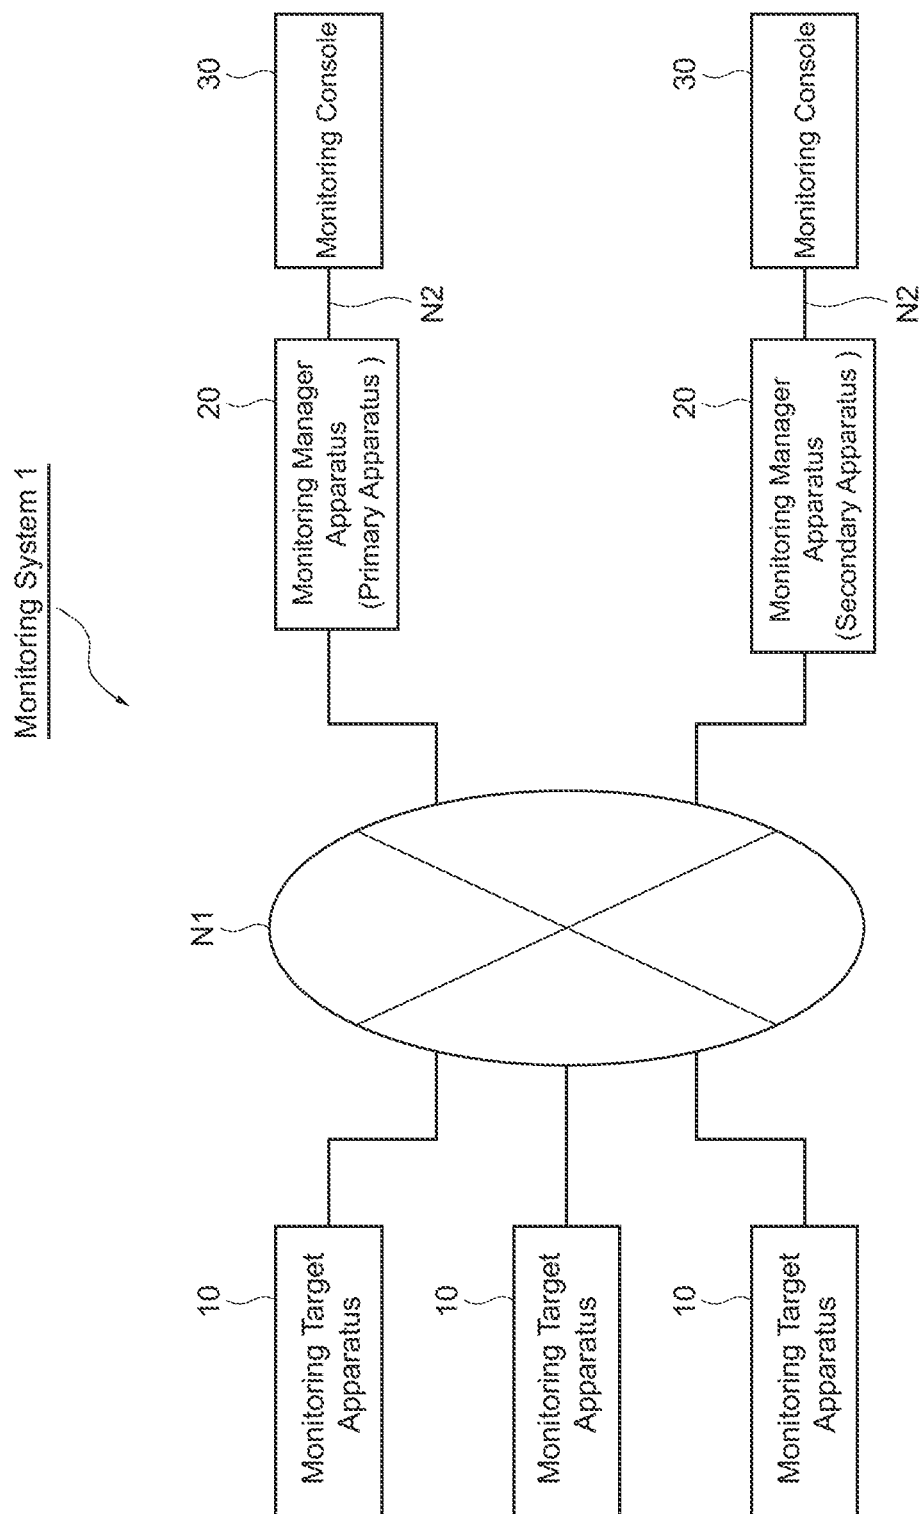 Monitoring System 1
10
Monitoring Target
Apparatus
10
Monitoring Target
Apparatus
10
Monitoring Target
Apparatus
N1
20
Monitoring Manager
Apparatus
(Primary Apparatus )
20
Monitoring Manager
Apparatus
(Secondary Apparatus )
N2
N2
30
Monitoring Console
30
Monitoring Console